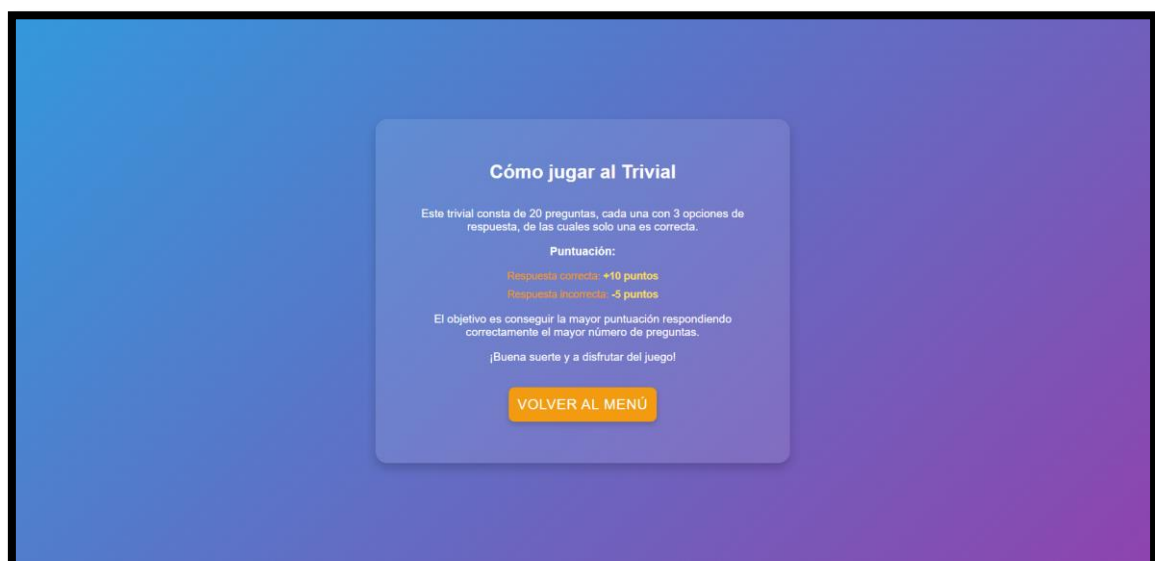 Cómo jugar al Trivial
Este trivial consta de 20 preguntas, cada una con 3 opciones de
respuesta, de las cuales solo una es correcta.
Puntuación:
Respuesta correcta: +10 puntos
Respuesta incorrecta: -5 puntos
El objetivo es conseguir la mayor puntuación respondiendo
correctamente el mayor número de preguntas.
¡Buena suerte y a disfrutar del juego!
VOLVER AL MENÚ